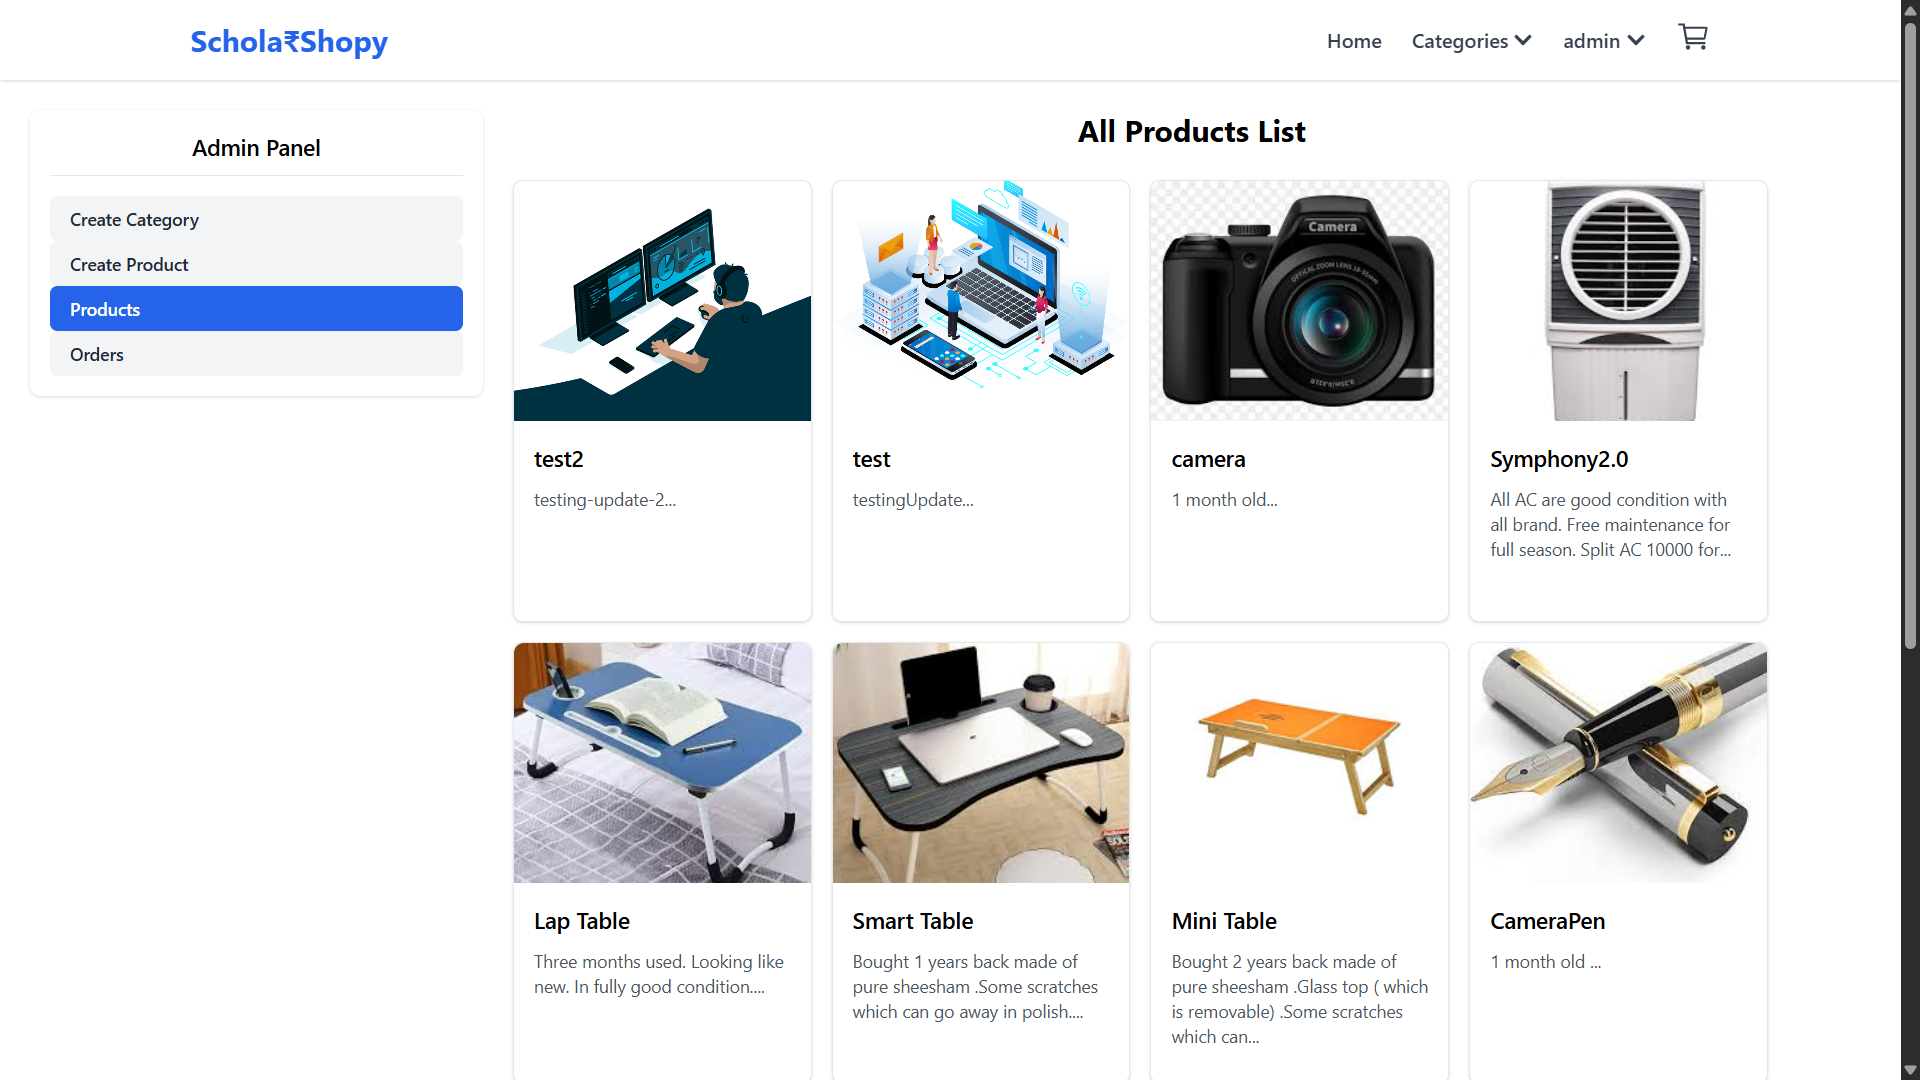 Schola₹Shopy
Home
Categories
admin
Admin Panel
Create Category
Create Product
Products
Orders
All Products List
Camera
OPTICAL ZOOM LENS 18-55mm
test2
testing-update-2...
test
testingUpdate...
camera
1 month old...
Symphony2.0
All AC are good condition with
all brand. Free maintenance for
full season. Split AC 10000 for...
Lap Table
Three months used. Looking like
new. In fully good condition....
Smart Table
Bought 1 years back made of
pure sheesham .Some scratches
which can go away in polish....
Mini Table
Bought 2 years back made of
pure sheesham .Glass top ( which
is removable) .Some scratches
which can...
CameraPen
1 month old ...